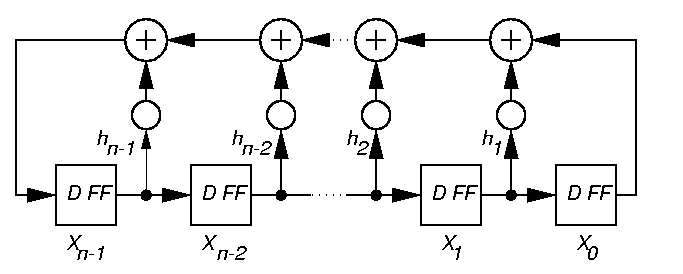 + + + +
h_{n-1} h_{n-2} h_2 h_1
D FF D FF D FF D FF
X_{n-1} X_{n-2} X_1 X_0